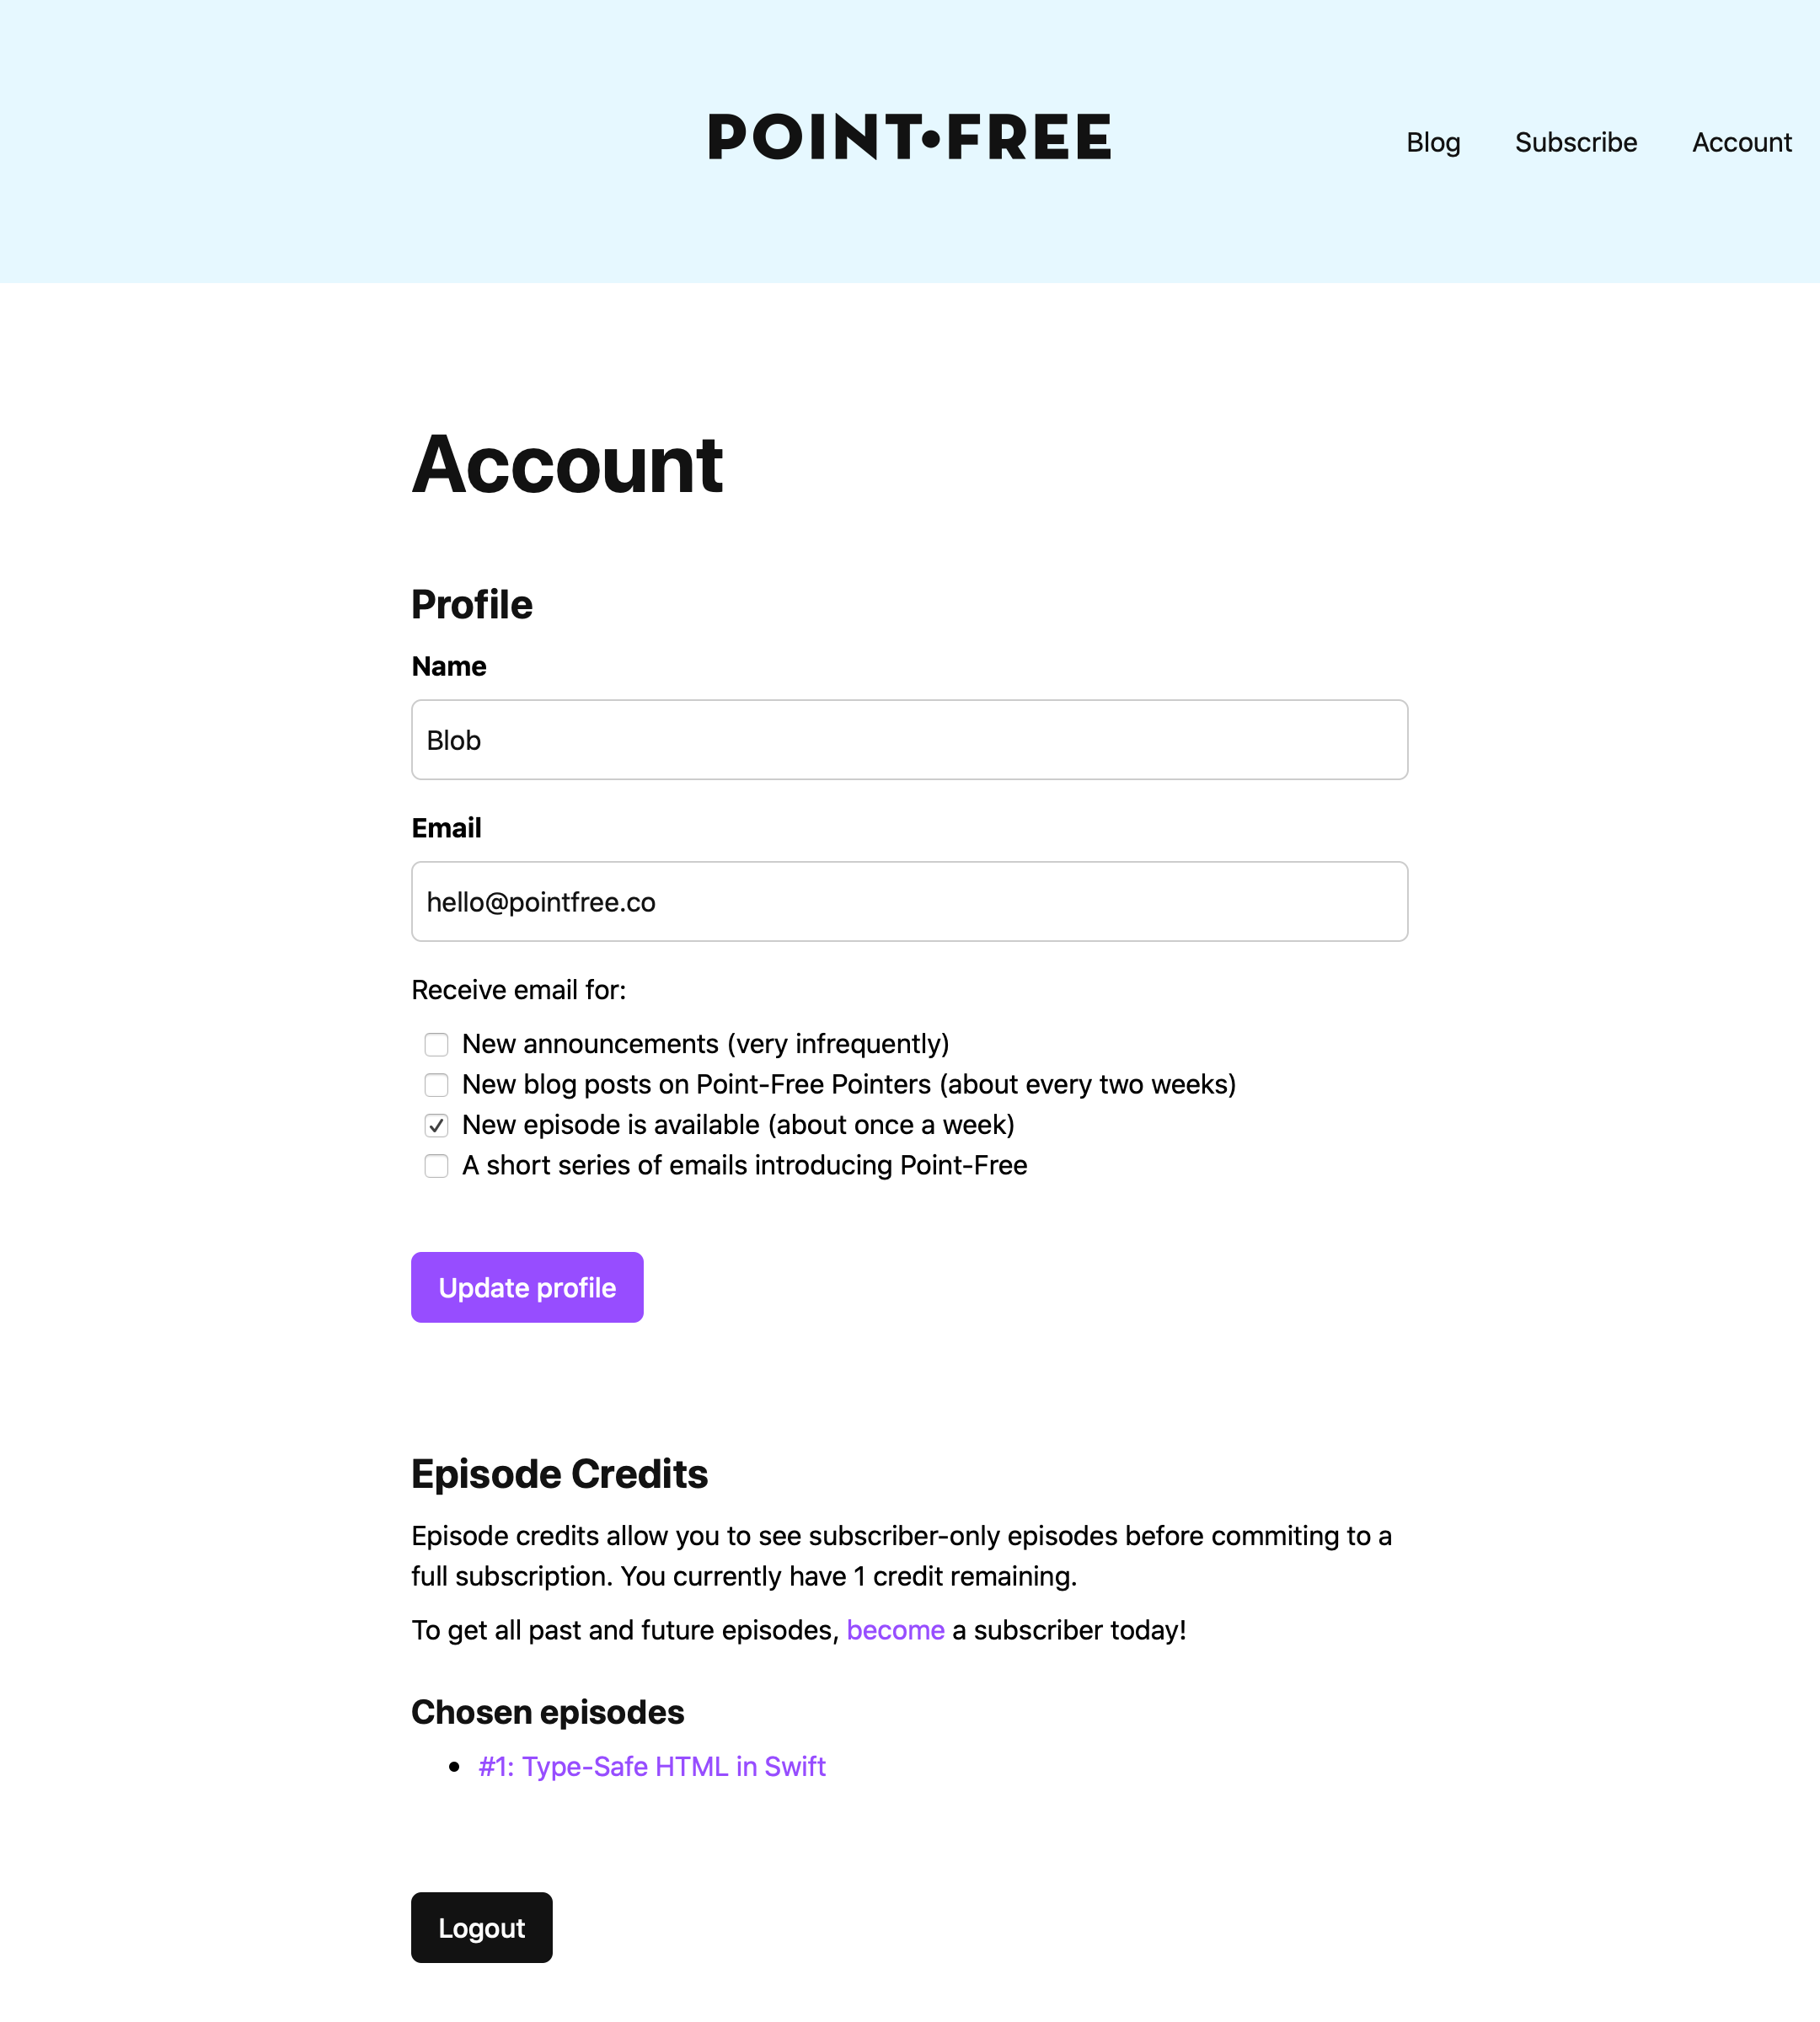 POINT•FREE
Blog Subscribe Account
Account
Profile
Name
Blob
Email
hello@pointfree.co
Receive email for:
New announcements (very infrequently)
New blog posts on Point-Free Pointers (about every two weeks)
New episode is available (about once a week)
A short series of emails introducing Point-Free
Update profile
Episode Credits
Episode credits allow you to see subscriber-only episodes before commiting to a
full subscription. You currently have 1 credit remaining.
To get all past and future episodes, become a subscriber today!
Chosen episodes
#1: Type-Safe HTML in Swift
Logout